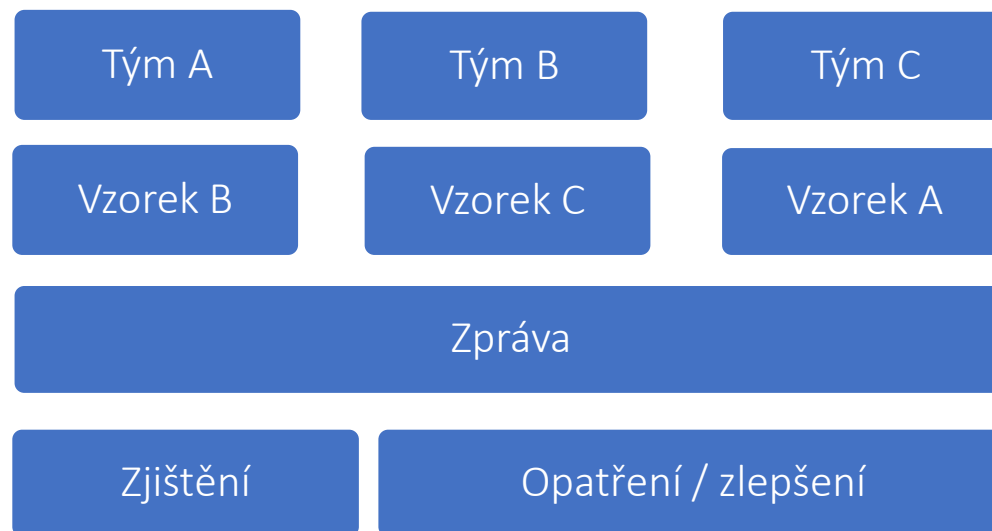 Tým A
Tým B
Tým C
Vzorek B
Vzorek C
Vzorek A
Zpráva
Zjištění
Opatření / zlepšení